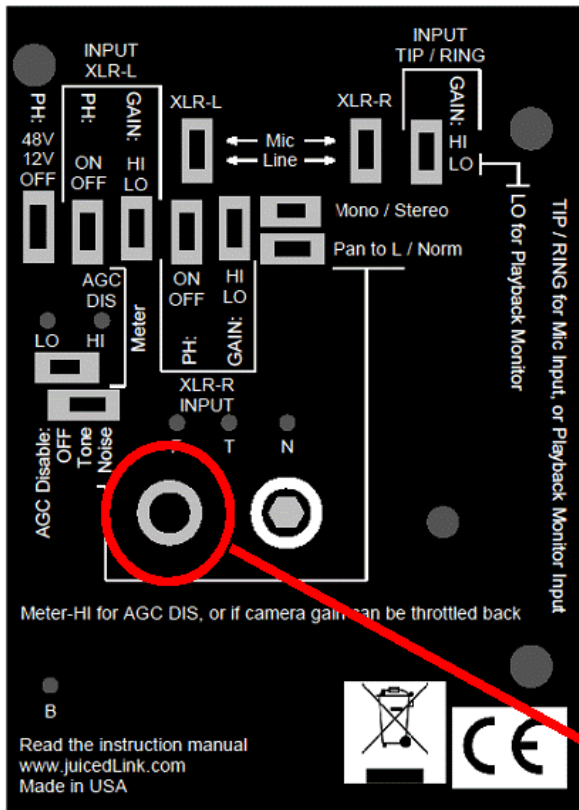 INPUT
XLR-L
INPUT
TIP / RING
PH:
48V
12V
OFF
PH:
ON
OFF
GAIN:
HI
LO
XLR-L
XLR-R
Mic
Line
GAIN:
HI
LO
Mono / Stereo
Pan to L / Norm
LO for Playback Monitor
TIP / RING for Mic Input, or Playback Monitor Input
AGC
DIS
LO
HI
Meter
ON
OFF
HI
LO
PH:
GAIN:
XLR-R
INPUT
AGC Disable:
OFF
Tone
Noise
T
N
Meter-HI for AGC DIS, or if camera gain can be throttled back
B
Read the instruction manual
www.juicedLink.com
Made in USA
CE